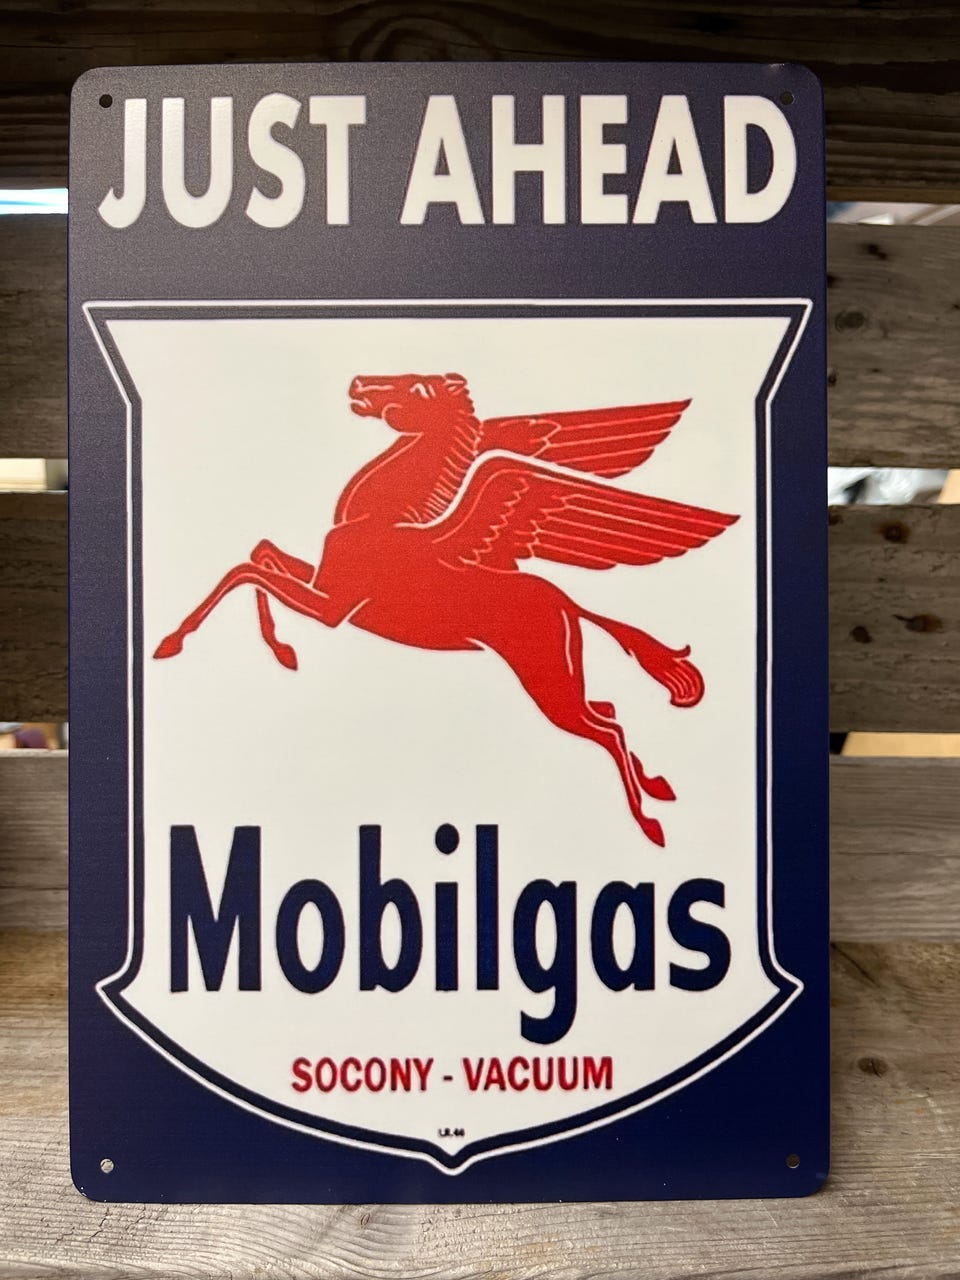 JUST AHEAD
Mobilgas
SOCONY - VACUUM